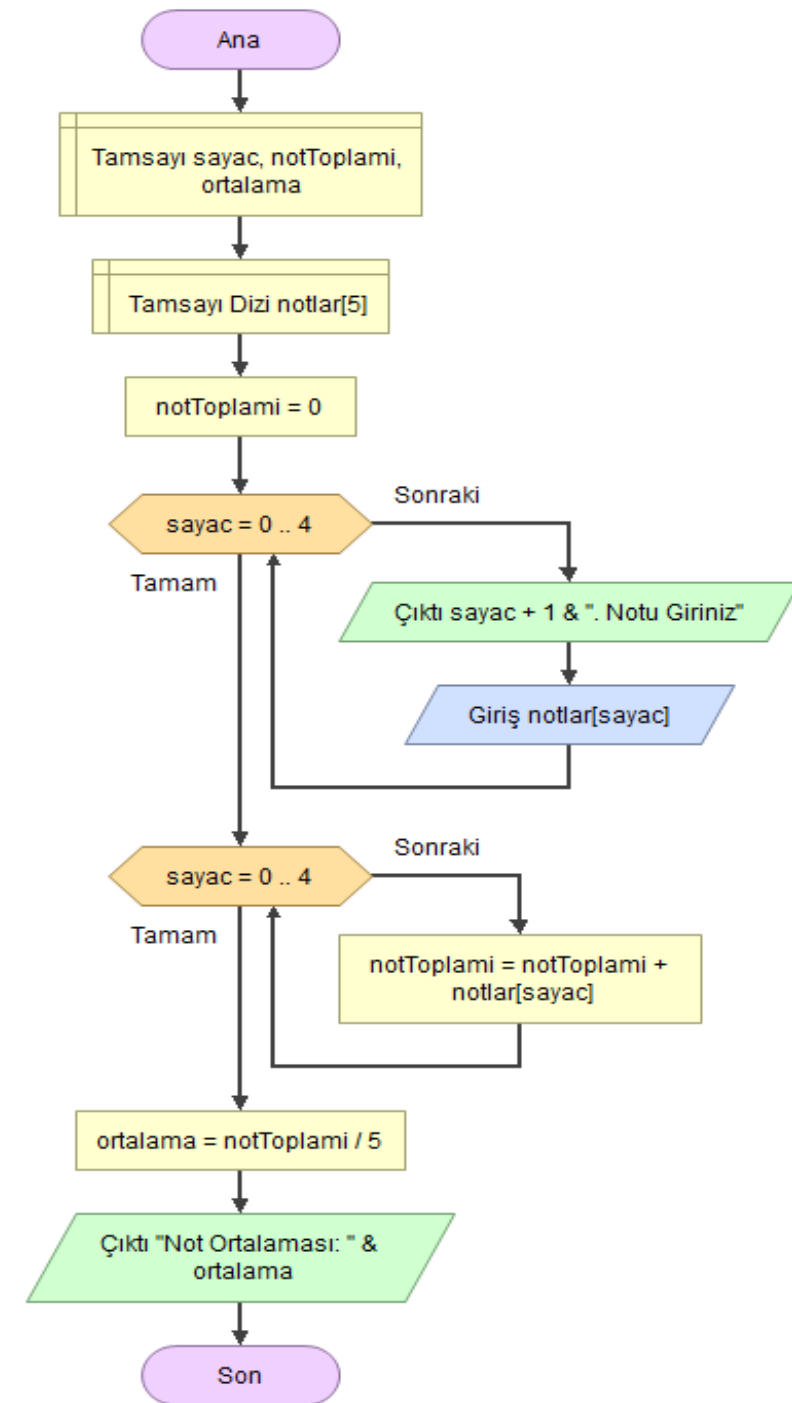 Ana
Tamsayı sayac, notToplami,
ortalama
Tamsayı Dizi notlar[5]
notToplami = 0
sayac = 0 .. 4
Sonraki
Tamam
Çıktı sayac + 1 & ". Notu Giriniz"
Giriş notlar[sayac]
sayac = 0 .. 4
Sonraki
Tamam
notToplami = notToplami +
notlar[sayac]
ortalama = notToplami / 5
Çıktı "Not Ortalaması: " &
ortalama
Son